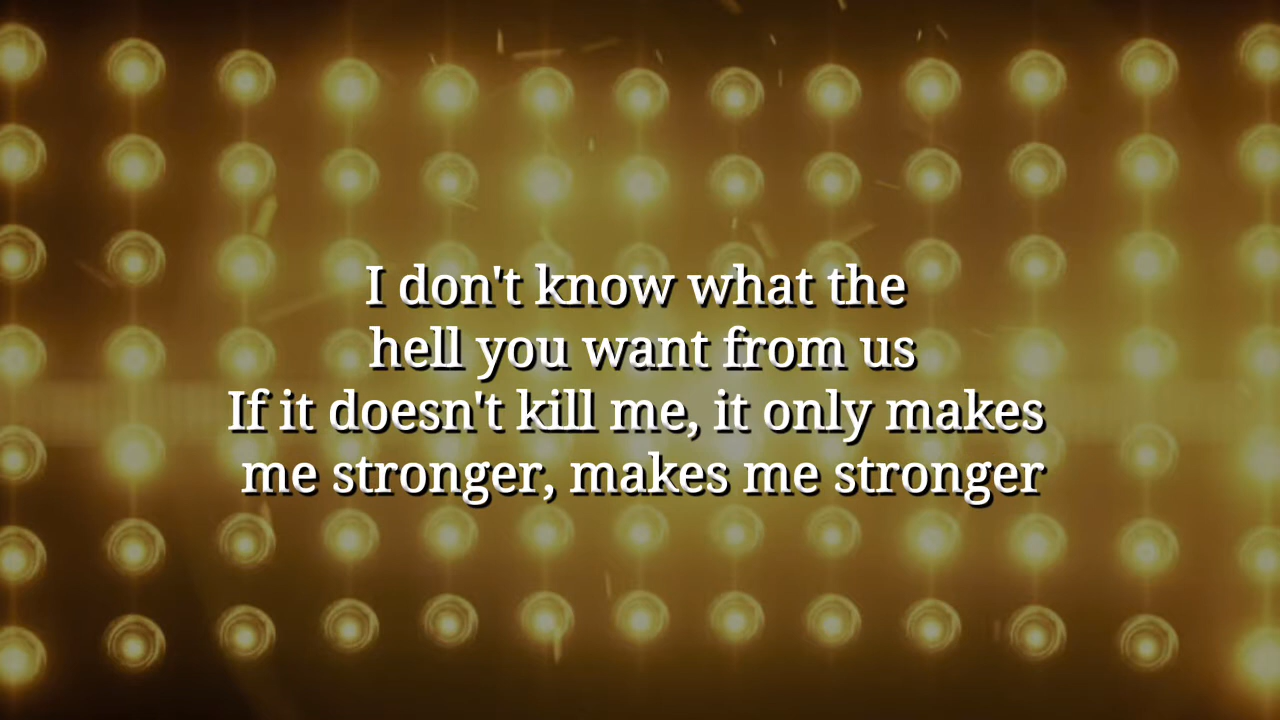 I don't know what the
hell you want from us
If it doesn't kill me, it only makes
me stronger, makes me stronger